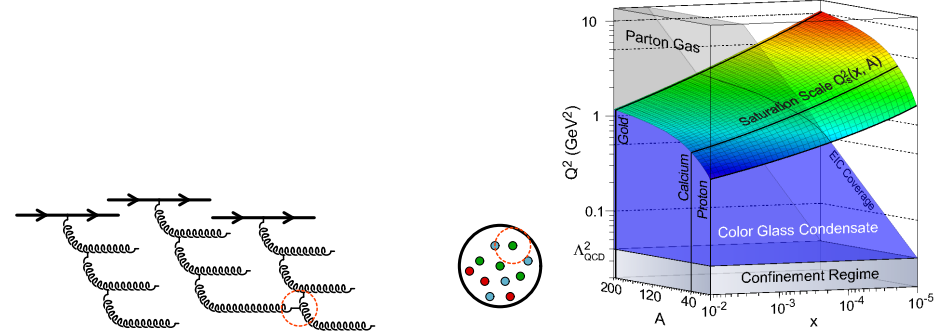 10
1
0.1
Λ²QCD
Q² (GeV²)
Parton Gas
Saturation Scale Q²s(x, A)
Gold
Calcium
Proton
EIC Coverage
Color Glass Condensate
Confinement Regime
200
120
40
A
10⁻²
10⁻³
10⁻⁴
10⁻⁵
x